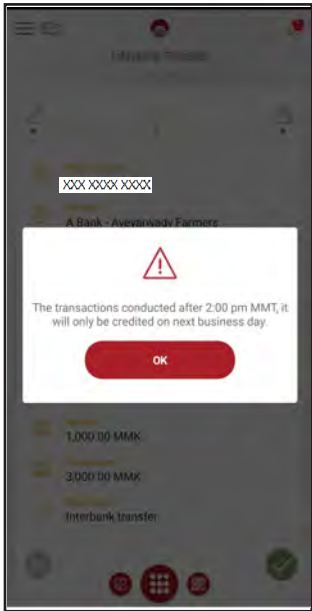 Interbank Transfer
XXX XXXX XXXX
A Bank - Ayeyarwady Farmers
The transactions conducted after 2:00 pm MMT, it
will only be credited on next business day.
OK
1,000.00 MMK
3,000.00 MMK
Interbank transfer